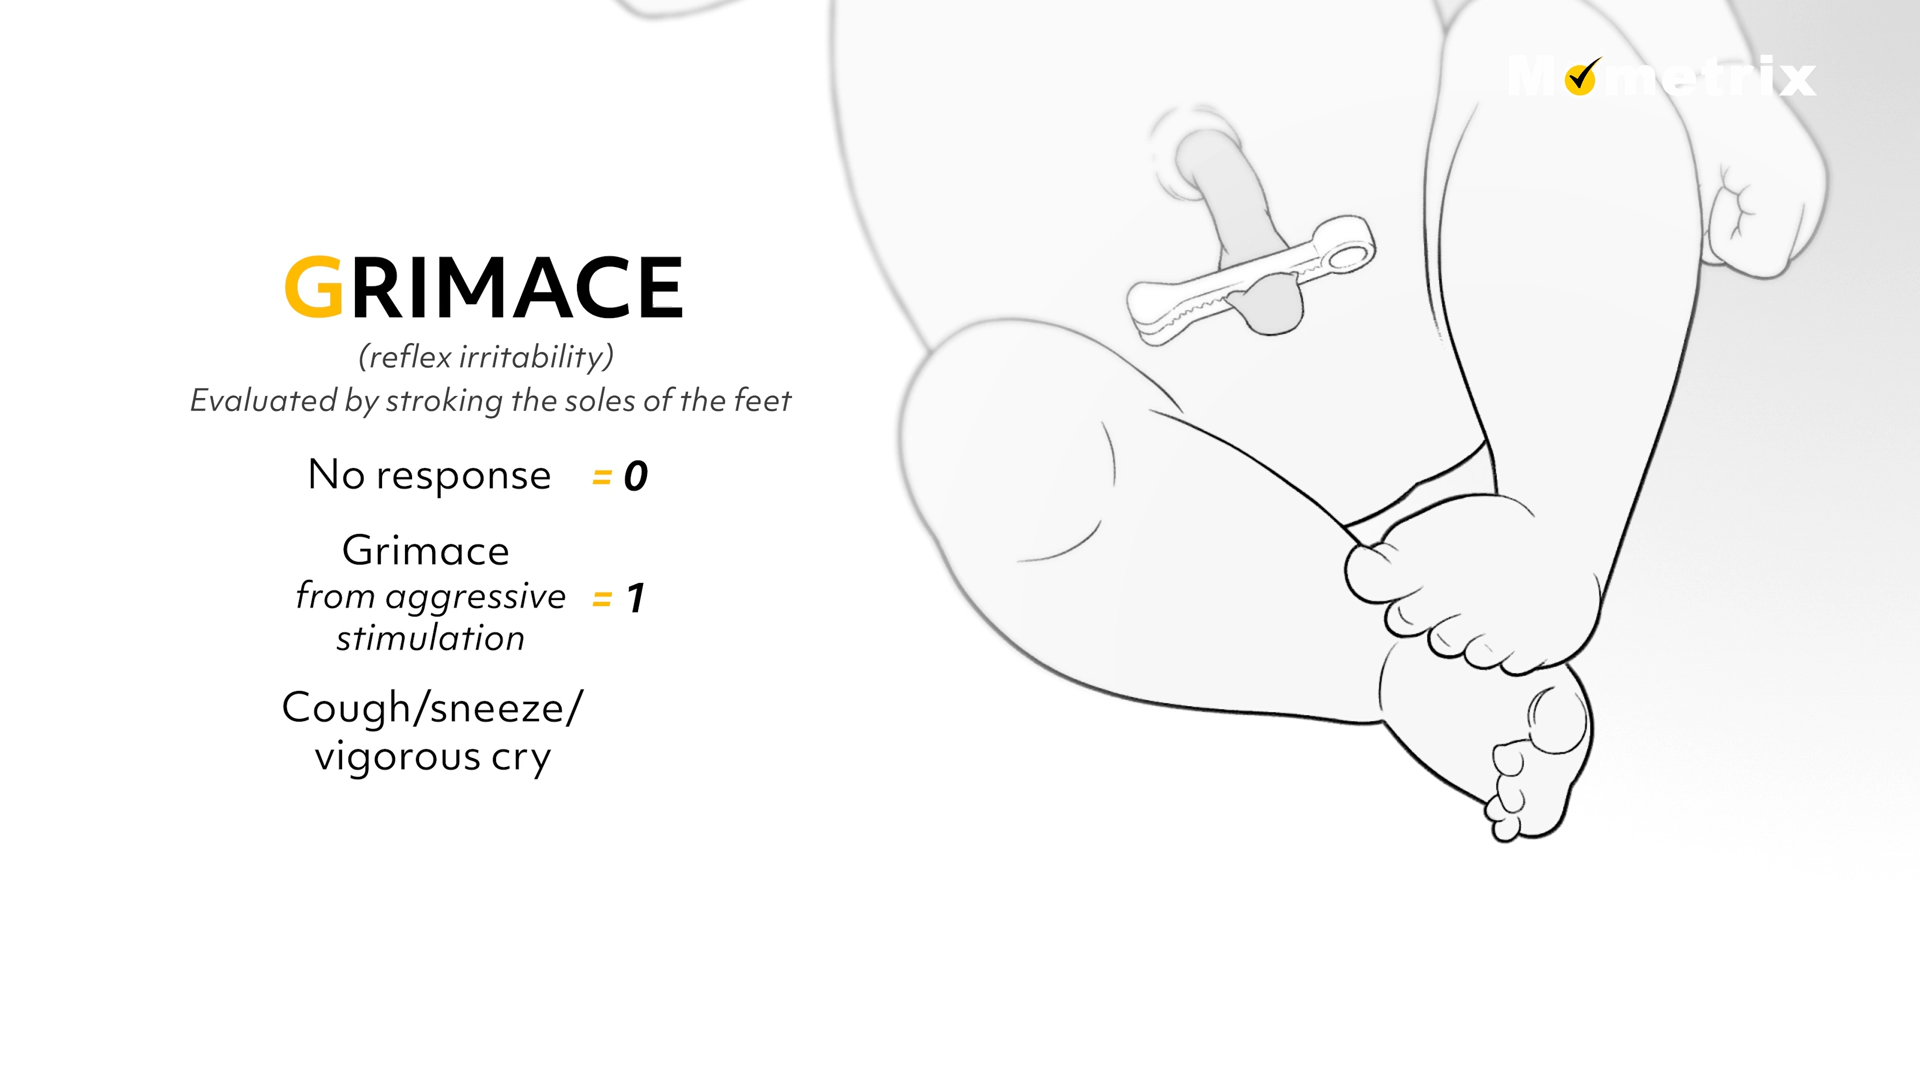 Mometrix
GRIMACE
(reflex irritability)
Evaluated by stroking the soles of the feet
No response = 0
Grimace
from aggressive = 1
stimulation
Cough/sneeze/
vigorous cry